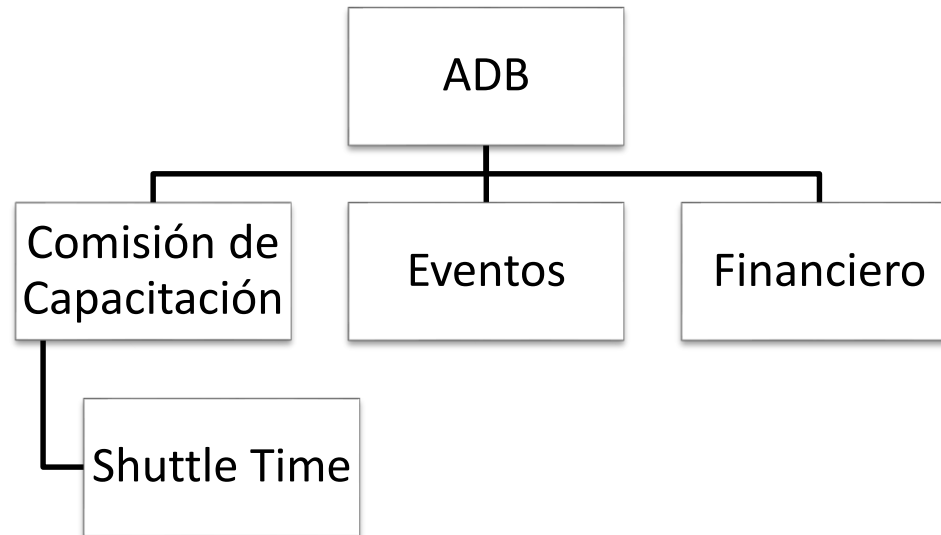 ADB
Comisión de
Capacitación
Eventos
Financiero
Shuttle Time